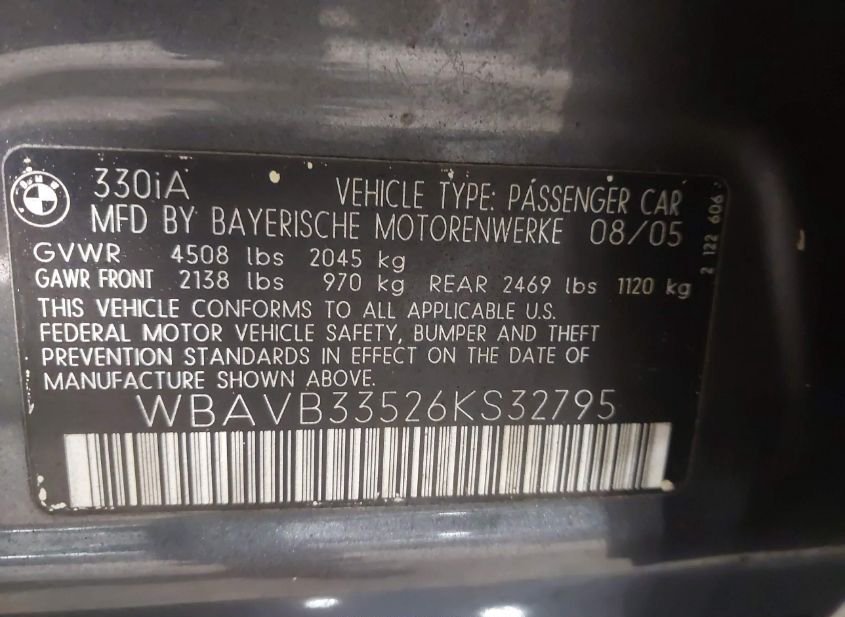 BMW
330iA VEHICLE TYPE: PASSENGER CAR
MFD BY BAYERISCHE MOTORENWERKE 08/05
GVWR 4508 lbs 2045 kg
GAWR FRONT 2138 lbs 970 kg REAR 2469 lbs 1120 kg
THIS VEHICLE CONFORMS TO ALL APPLICABLE U.S.
FEDERAL MOTOR VEHICLE SAFETY, BUMPER AND THEFT
PREVENTION STANDARDS IN EFFECT ON THE DATE OF
MANUFACTURE SHOWN ABOVE.
WBAVB33526KS32795
2 122 606